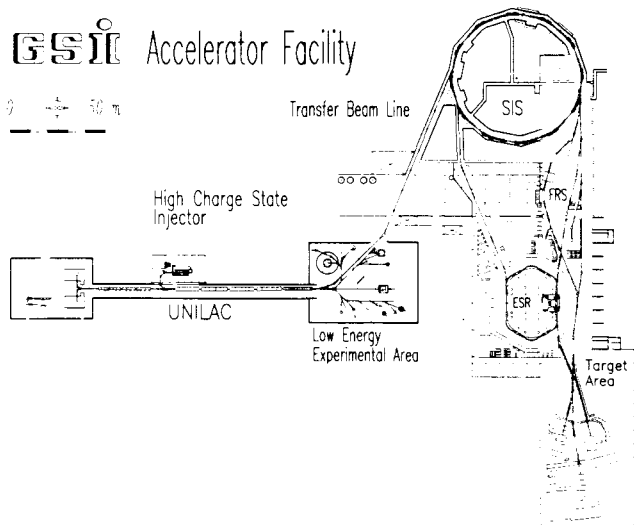 GSI Accelerator Facility
50 m
Transfer Beam Line
SIS
High Charge State
Injector
FRS
ESR
UNILAC
Low Energy
Experimental Area
Target
Area